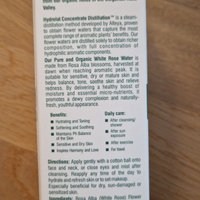 Valley.
Hydrolat Concentrate Distillation™ is a steam-
distillation method developed by Alteya, proven
to obtain flower waters that capture the most
complete range of aromatic plants' benefits. Our
flower waters are distilled solely to obtain richer
composition, with full concentration of
hydrophilic aromatic components.
Our Pure and Organic White Rose Water is
made from Rosa Alba blossoms, harvested at
dawn when reaching aromatic peak. It is
suitable for sensitive, dry or mature skin and
helps balance, tone, soothe skin and relieve
redness. By delivering a healthy boost of
moisture and essential micro-nutrients, it
promotes a dewy complexion and naturally-
fresh, youthful appearance.
Benefits:
Hydrating and Toning
Softening and Soothing
Maintains Ph Balance
of the Skin
Sensitive and Dry Skin
Inspires Harmony and Love
Daily care:
After cleansing/
shower
After sun/
exposure
After exercise
For travel
Directions: Apply gently with a cotton ball onto
face and neck, or close eyes and mist after
cleansing. Reapply any time of the day to
hydrate and refresh skin or to set makeup.
Especially beneficial for dry, sun-damaged or
sensitized skin.
Rosa Alba (White Rose) Flower